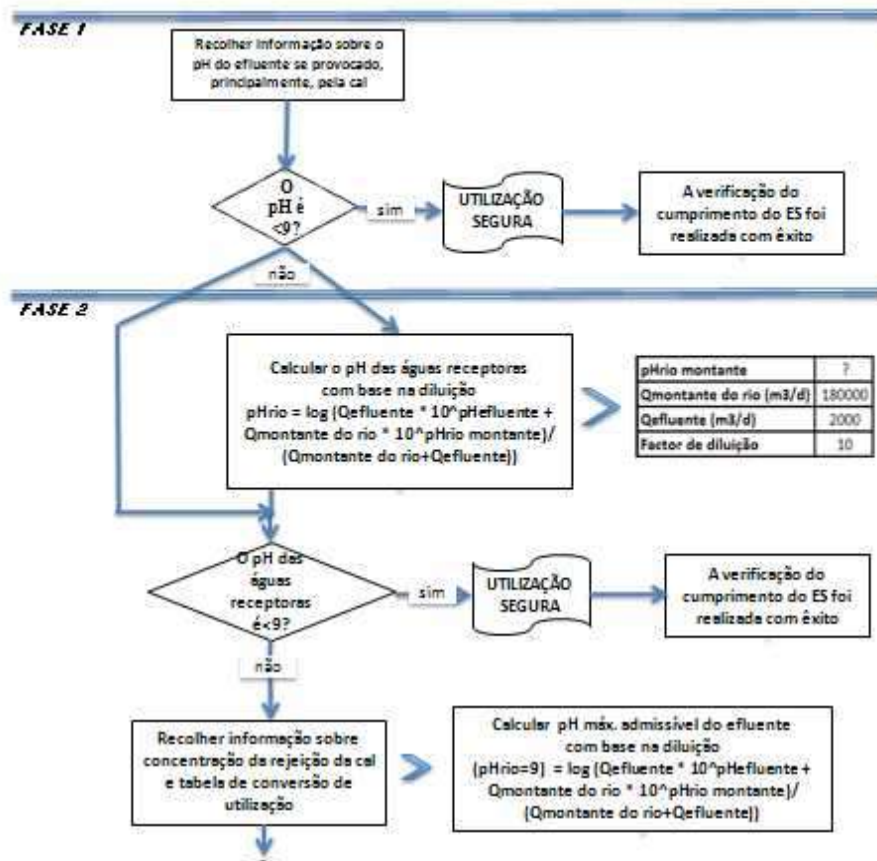 FASE 1
Recolher informação sobre o
pH do efluente se provocado,
principalmente, pela cal
O
pH é
<9?
sim
UTILIZAÇÃO
SEGURA
A verificação do
cumprimento do ES foi
realizada com êxito
não
FASE 2
Calcular o pH das águas receptoras
com base na diluição
pHrio = log (Qefluente * 10^pHefluente +
Qmontante do rio * 10^pHrio montante)/
(Qmontante do rio+Qefluente))
pHrio montante ?
Qmontante do rio (m3/d) 180000
Qefluente (m3/d) 2000
Factor de diluição 10
O pH das
águas
receptoras
é<9?
sim
UTILIZAÇÃO
SEGURA
A verificação do
cumprimento do ES foi
realizada com êxito
não
Recolher informação sobre
concentração da rejeição da cal
e tabela de conversão de
utilização
Calcular pH máx. admissível do efluente
com base na diluição
(pHrio=9) = log (Qefluente * 10^pHefluente +
Qmontante do rio * 10^pHrio montante)/
(Qmontante do rio+Qefluente))